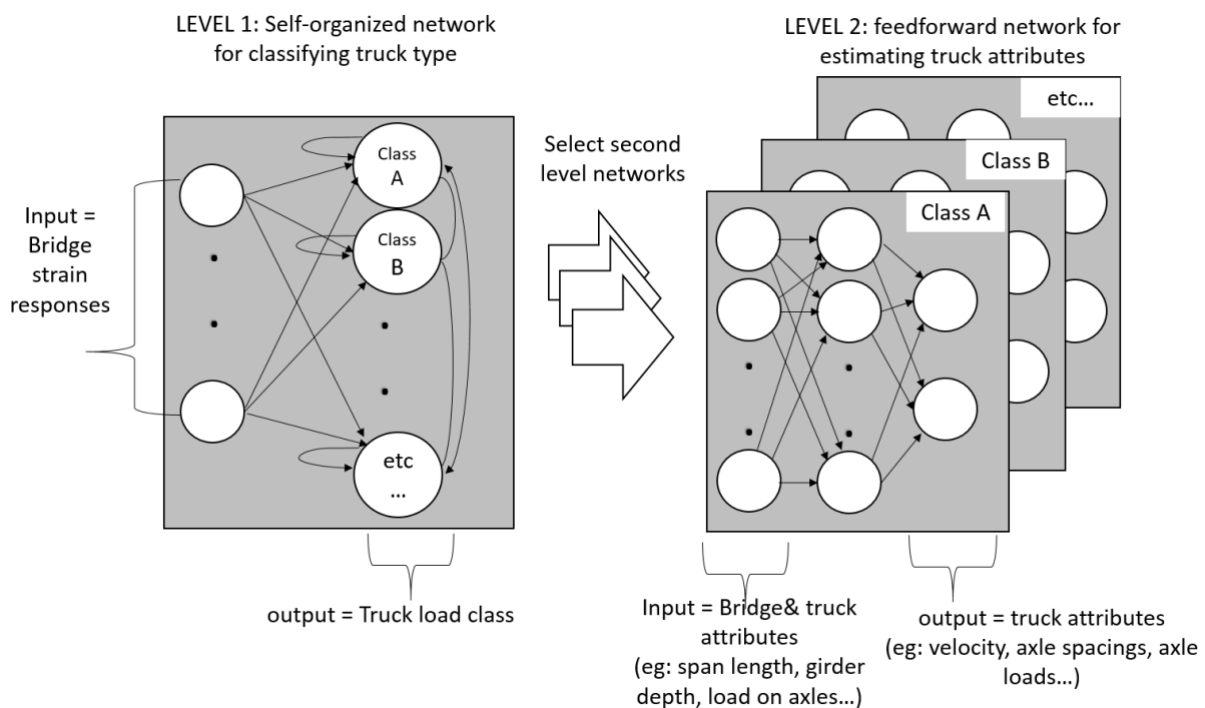 LEVEL 1: Self-organized network
for classifying truck type
LEVEL 2: feedforward network for
estimating truck attributes
Input =
Bridge
strain
responses
Class
A
Class
B
etc
...
output = Truck load class
Select second
level networks
etc...
Class B
Class A
Input = Bridge& truck
attributes
(eg: span length, girder
depth, load on axles...)
output = truck attributes
(eg: velocity, axle spacings, axle
loads...)